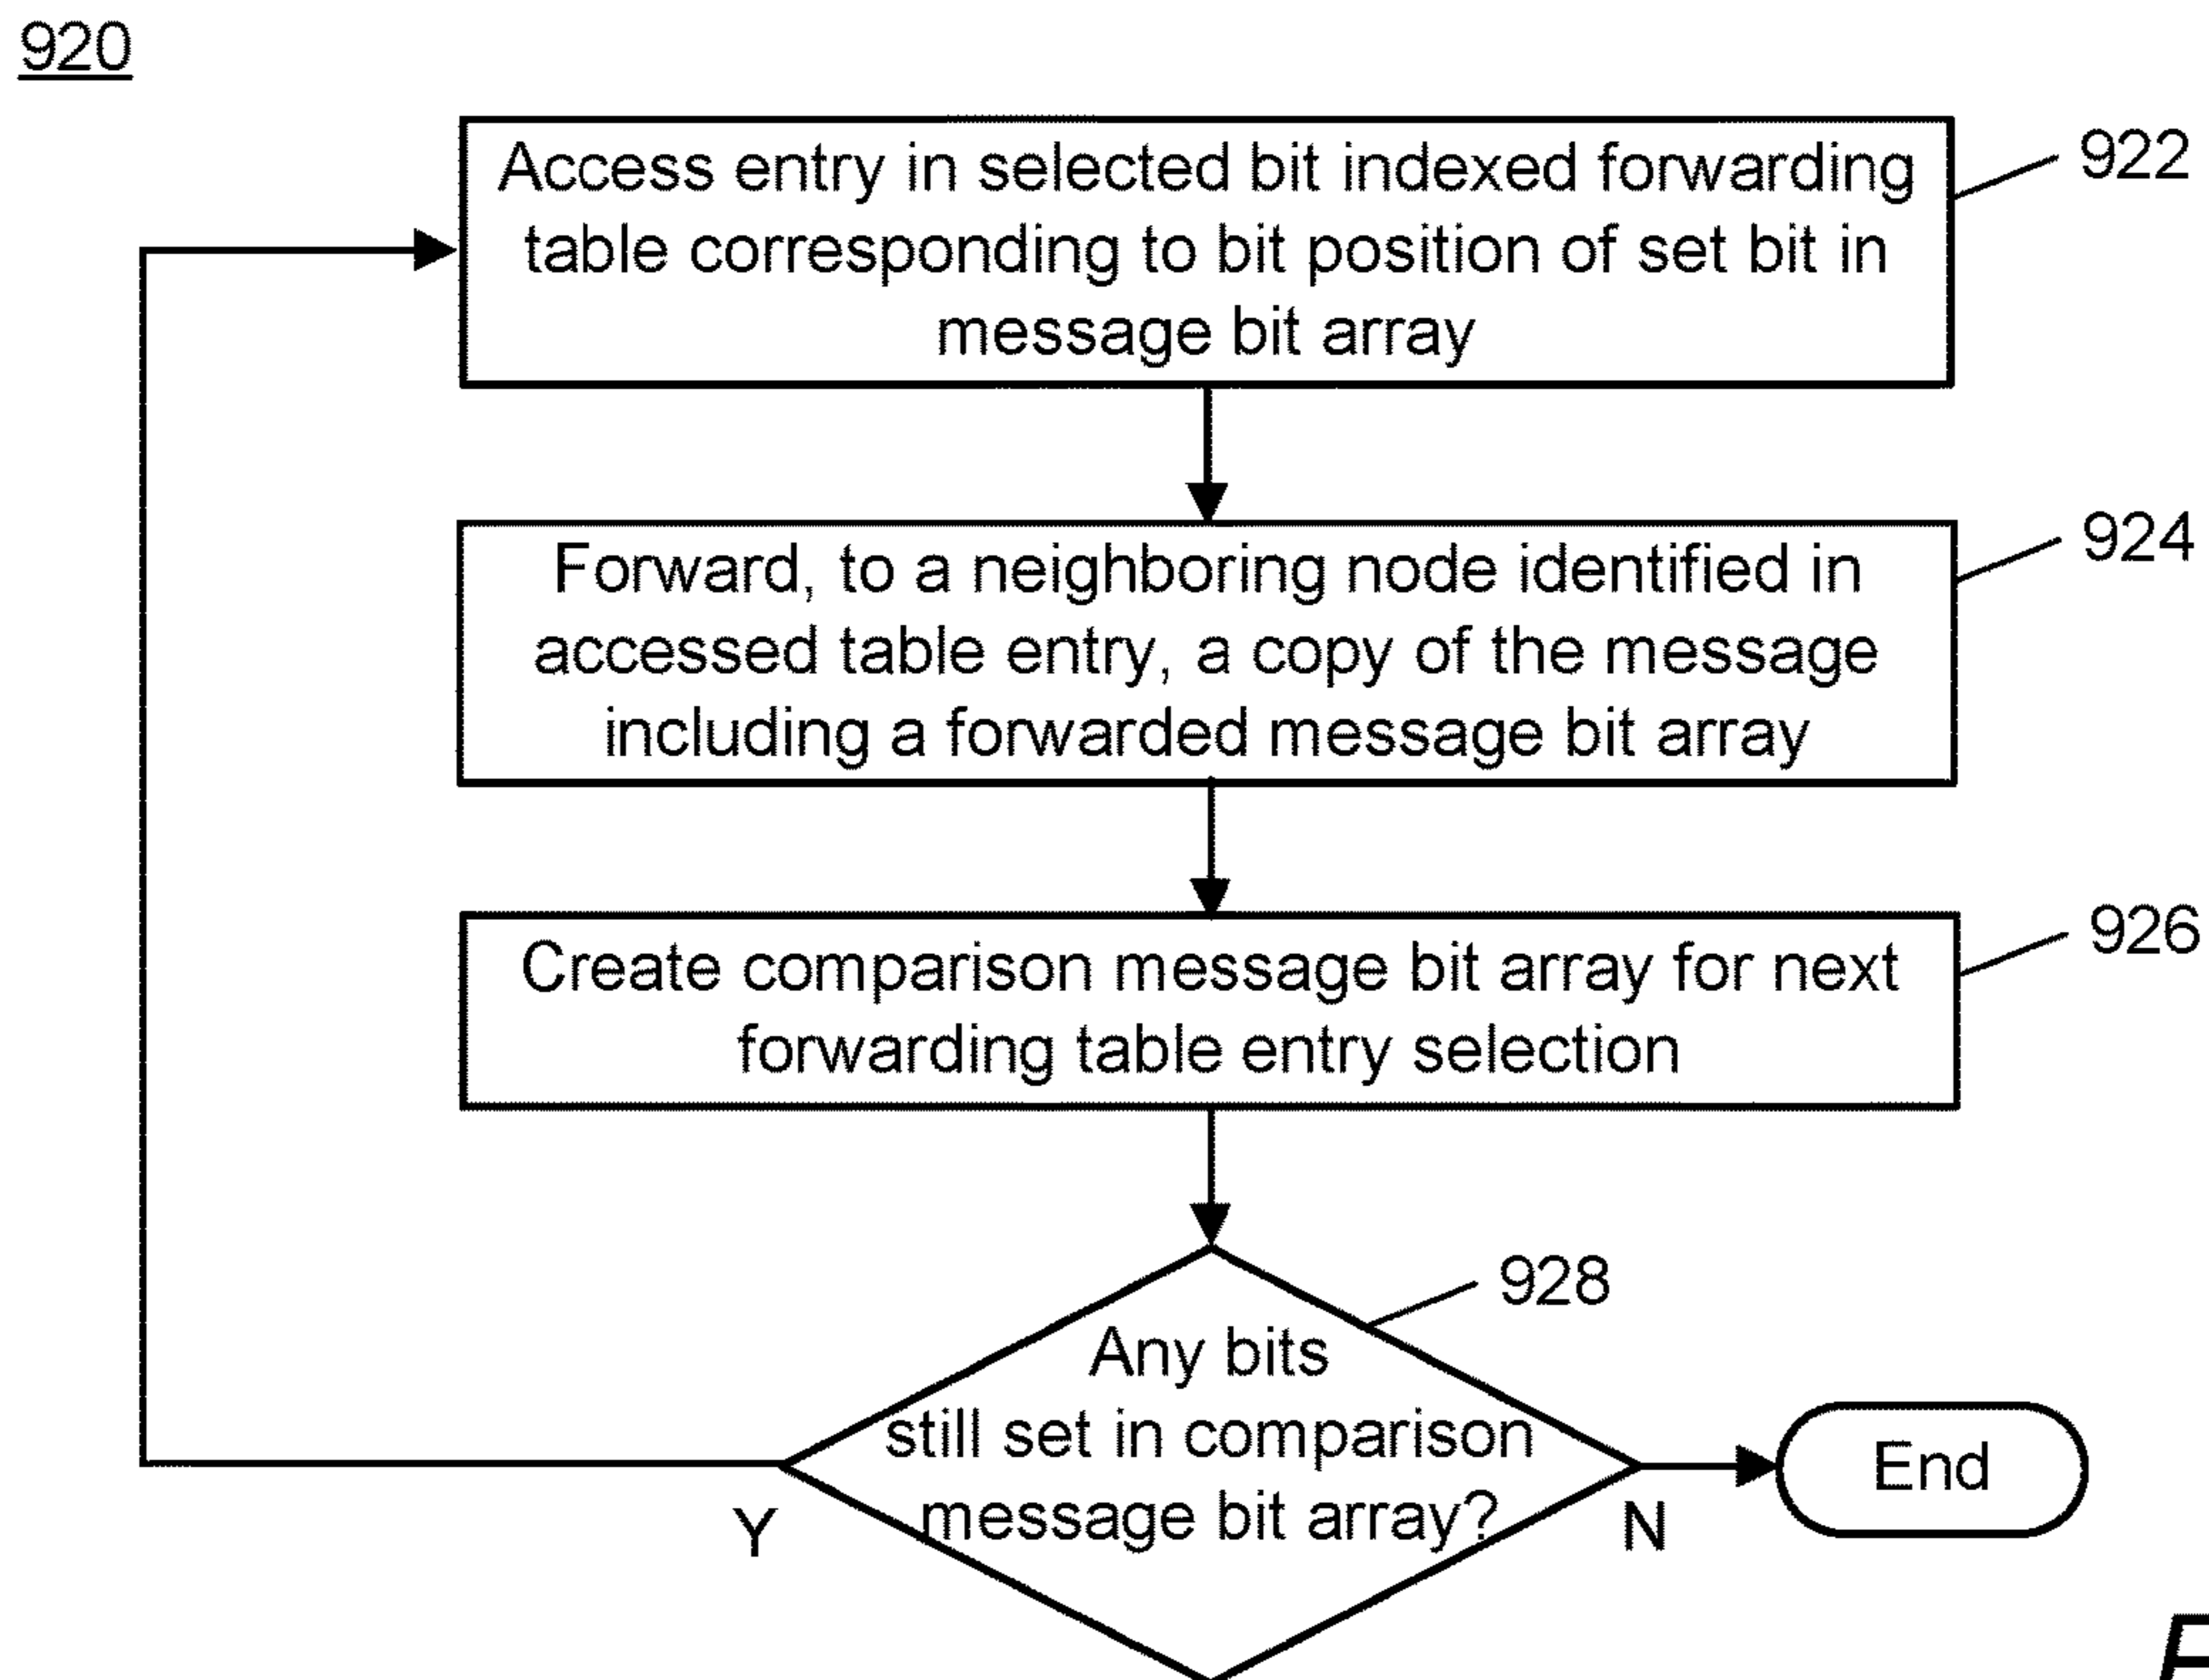 920
Access entry in selected bit indexed forwarding
table corresponding to bit position of set bit in
message bit array
922
Forward, to a neighboring node identified in
accessed table entry, a copy of the message
including a forwarded message bit array
924
Create comparison message bit array for next
forwarding table entry selection
926
Any bits
still set in comparison
message bit array?
928
Y
N
End